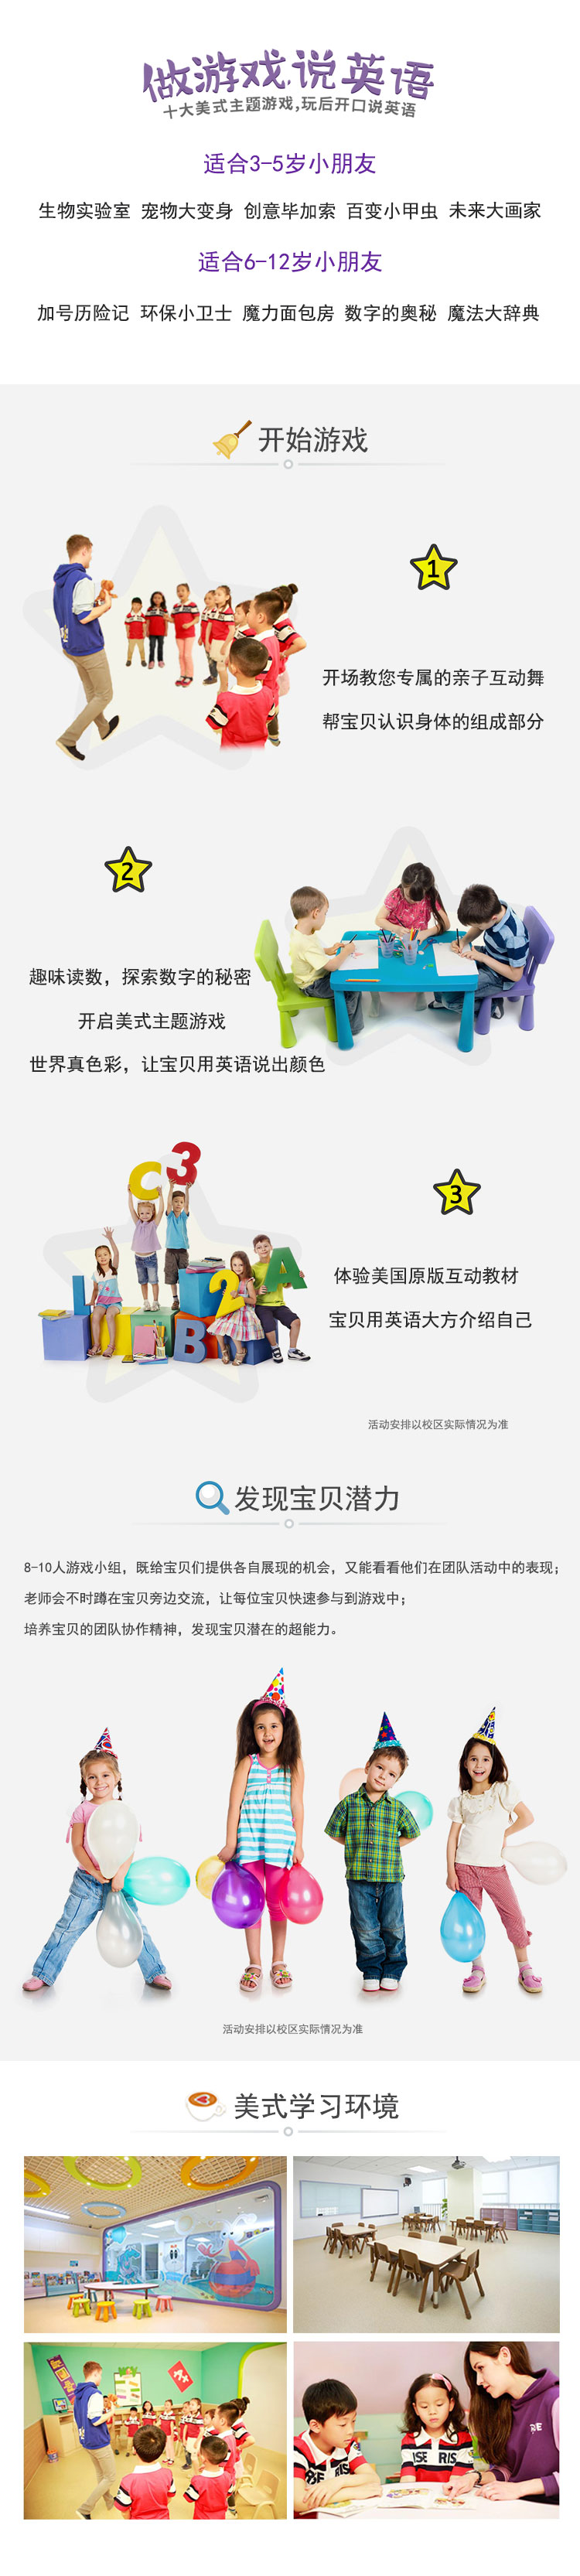 做游戏,说英语
十大美式主题游戏,玩后开口说英语
适合3-5岁小朋友
生物实验室 宠物大变身 创意毕加索 百变小甲虫 未来大画家
适合6-12岁小朋友
加号历险记 环保小卫士 魔力面包房 数字的奥秘 魔法大辞典
开始游戏
1
开场教您专属的亲子互动舞
帮宝贝认识身体的组成部分
2
趣味读数，探索数字的秘密
开启美式主题游戏
世界真色彩，让宝贝用英语说出颜色
C3
L
2
A
B
3
体验美国原版互动教材
宝贝用英语大方介绍自己
活动安排以校区实际情况为准
发现宝贝潜力
8-10人游戏小组，既给宝贝们提供各自展现的机会，又能看看他们在团队活动中的表现；
老师会不时蹲在宝贝旁边交流，让每位宝贝快速参与到游戏中；
培养宝贝的团队协作精神，发现宝贝潜在的超能力。
活动安排以校区实际情况为准
美式学习环境
A+
RISE RIS
RE